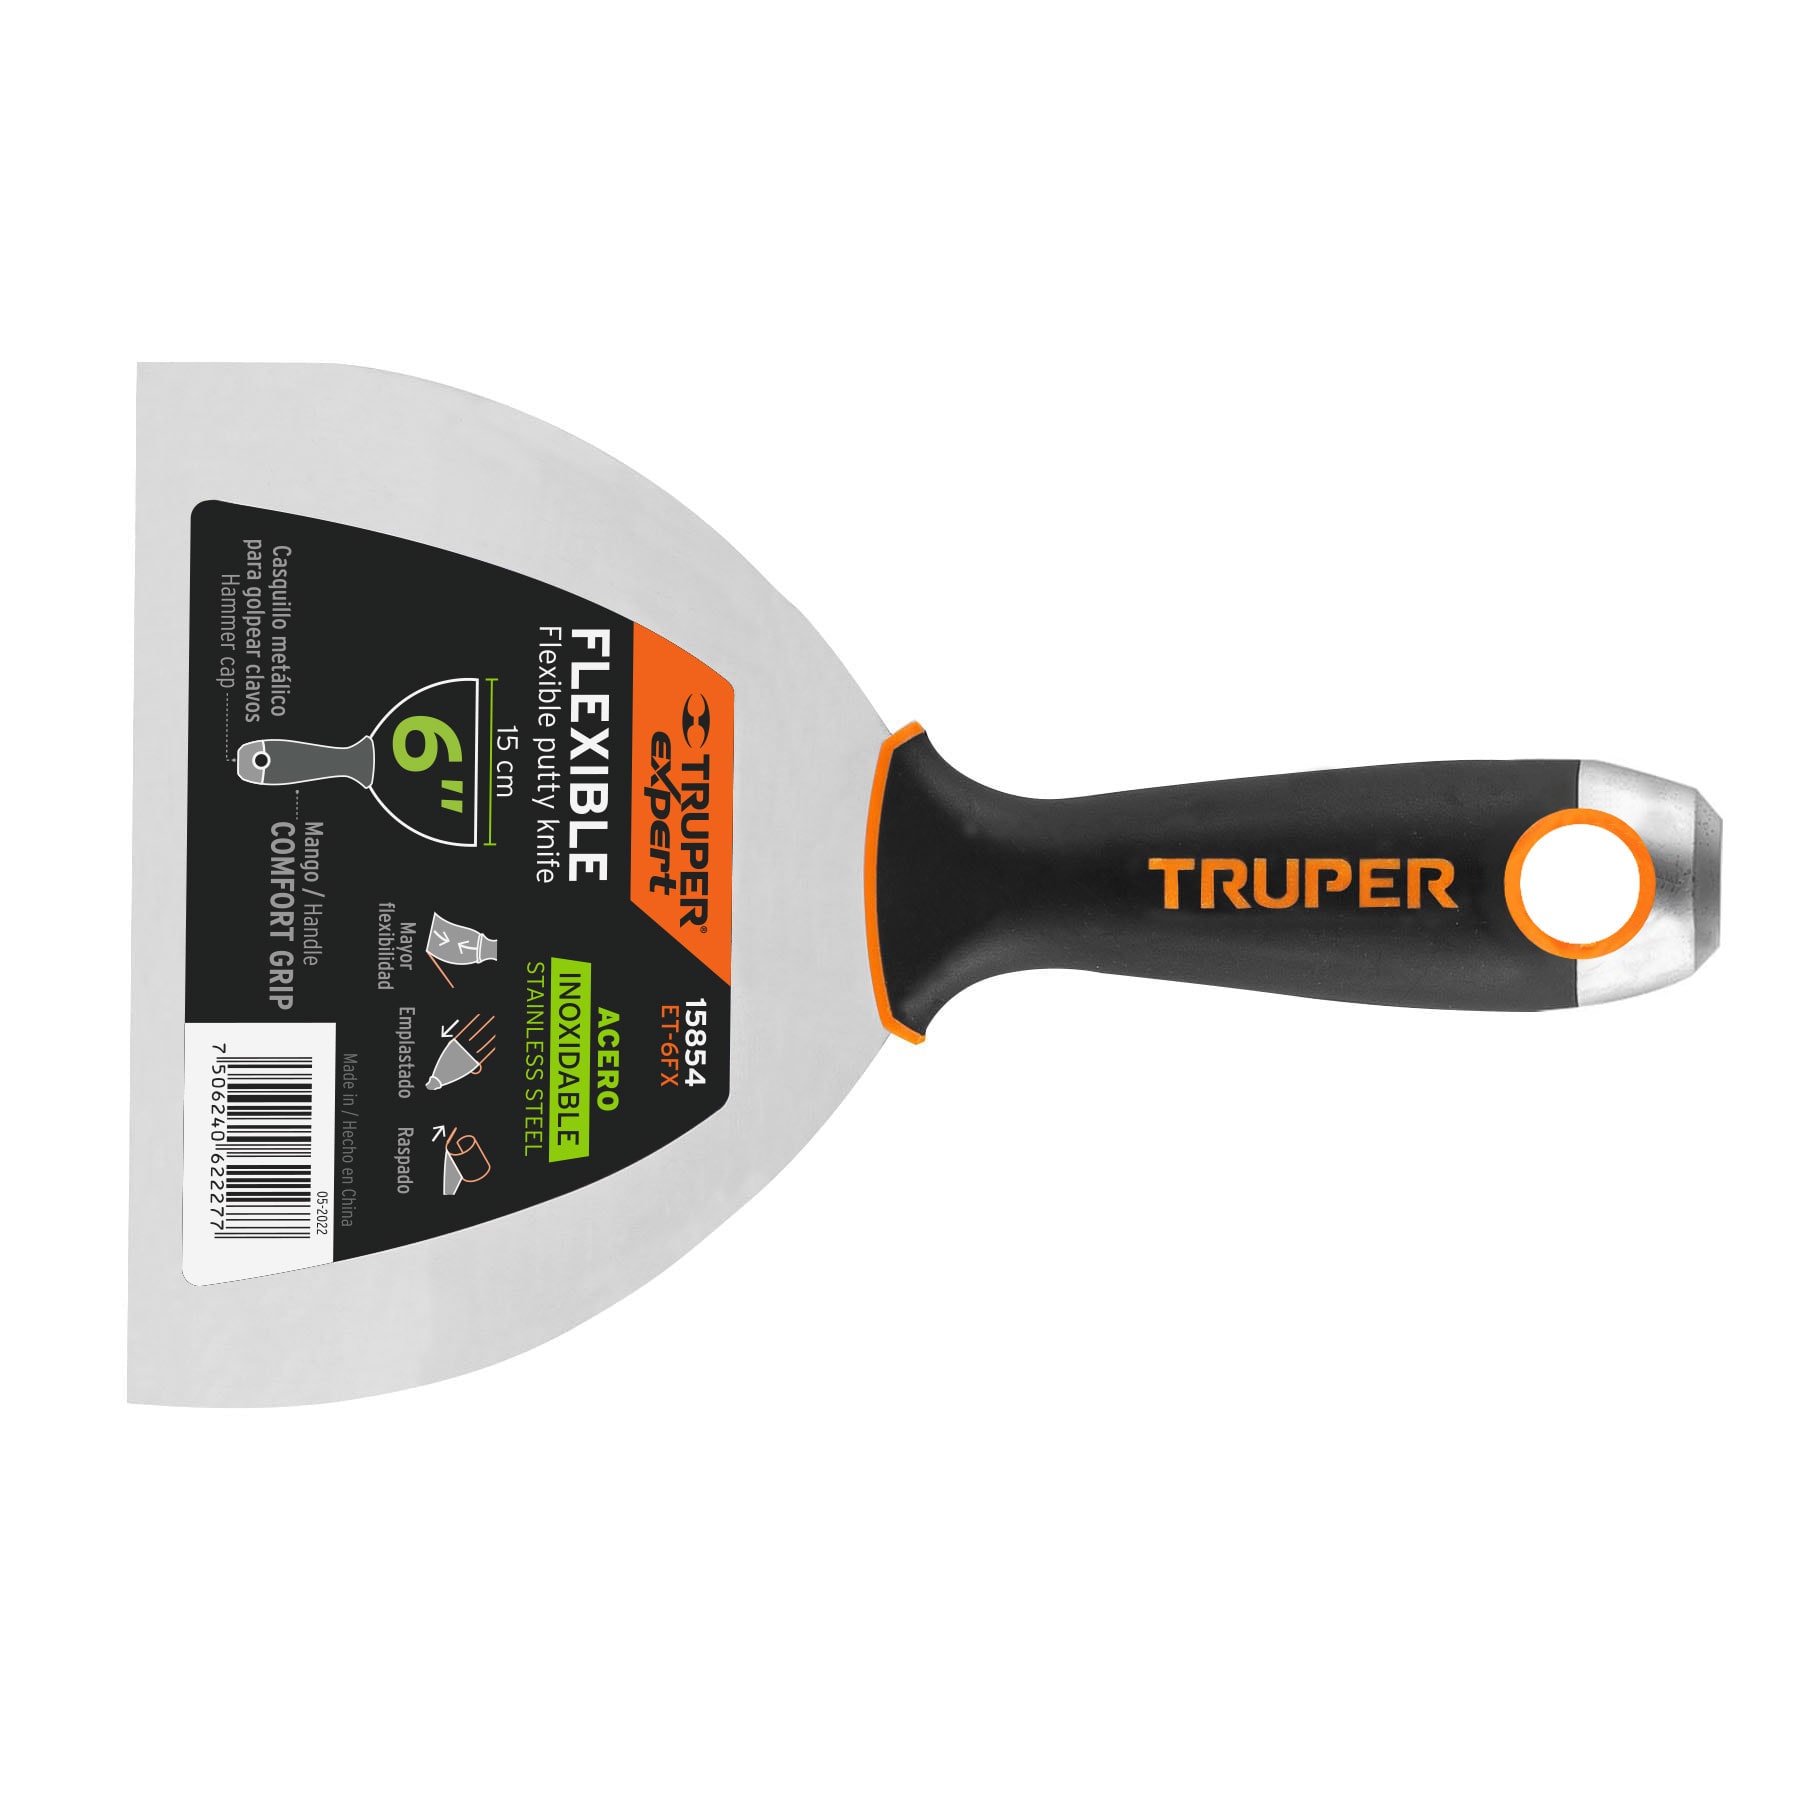 TRUPER®
expert
15854
ET-6FX
FLEXIBLE
Flexible putty knife
ACERO
INOXIDABLE
STAINLESS STEEL
15 cm
6"
Mayor
flexibilidad
Emplastado
Raspado
Casquillo metálico
para golpear clavos
Hammer cap
Mango / Handle
COMFORT GRIP
Made in / Hecho en China
05-2022
7 506240 622277
TRUPER